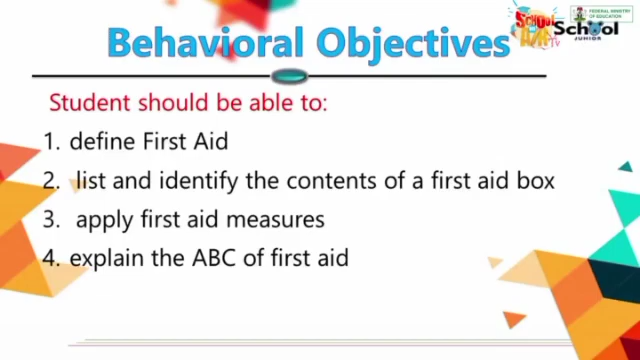 Behavioral Objectives
SCHOOL
TV
School
JUNIOR
FEDERAL MINISTRY
OF EDUCATION
Student should be able to:
1. define First Aid
2. list and identify the contents of a first aid box
3. apply first aid measures
4. explain the ABC of first aid